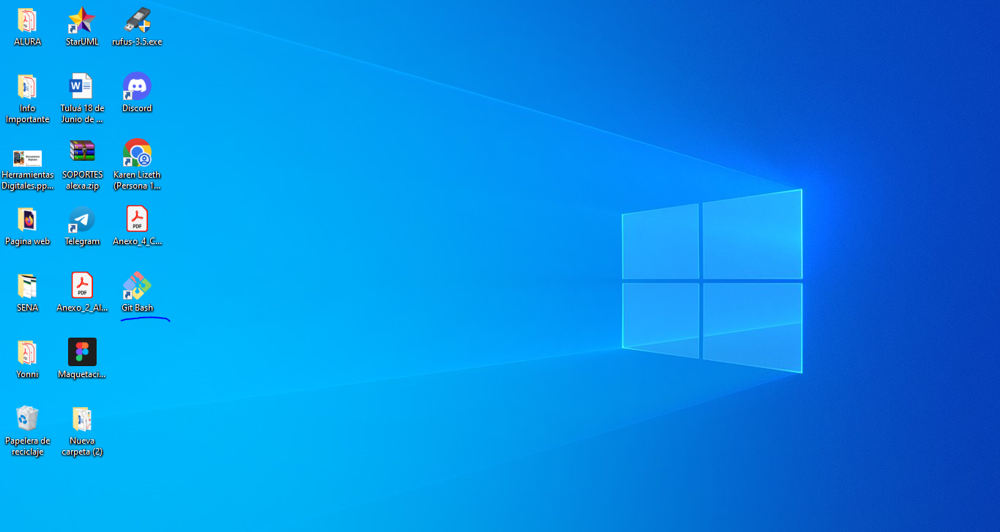 ALURA
StarUML
rufus-3.5.exe
Info
Importante
Tuluá 18 de
Junio de ...
Discord
Herramientas
Digitales.pp...
SOPORTES
alexa.zip
Karen Lizeth
(Persona 1...
Pagina web
Telegram
PDF
Anexo_4_C...
SENA
PDF
Anexo_2_Al...
Git Bash
Yonni
Maquetaci...
Papelera de
reciclaje
Nueva
carpeta (2)